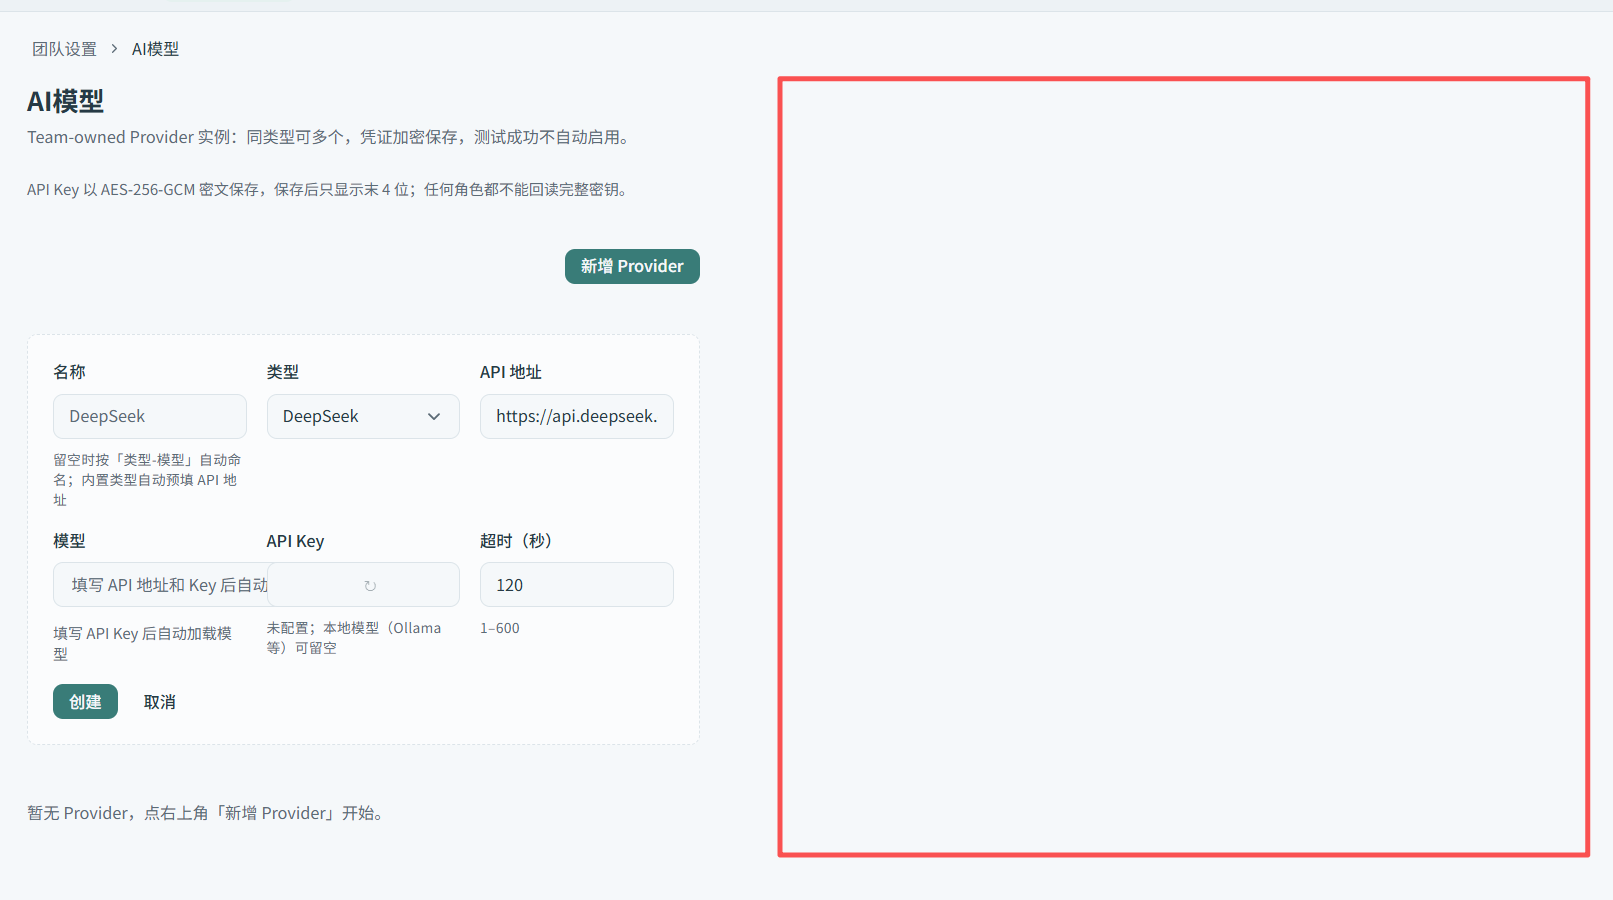 团队设置 > AI模型
AI模型
Team-owned Provider 实例：同类型可多个，凭证加密保存，测试成功不自动启用。
API Key 以 AES-256-GCM 密文保存，保存后只显示末 4 位；任何角色都不能回读完整密钥。
新增 Provider
名称
类型
API 地址
DeepSeek
DeepSeek
https://api.deepseek.
留空时按「类型-模型」自动命
名；内置类型自动预填 API 地
址
模型
API Key
超时（秒）
填写 API 地址和 Key 后自动
120
填写 API Key 后自动加载模
型
未配置；本地模型（Ollama
等）可留空
1–600
创建
取消
暂无 Provider，点右上角「新增 Provider」开始。